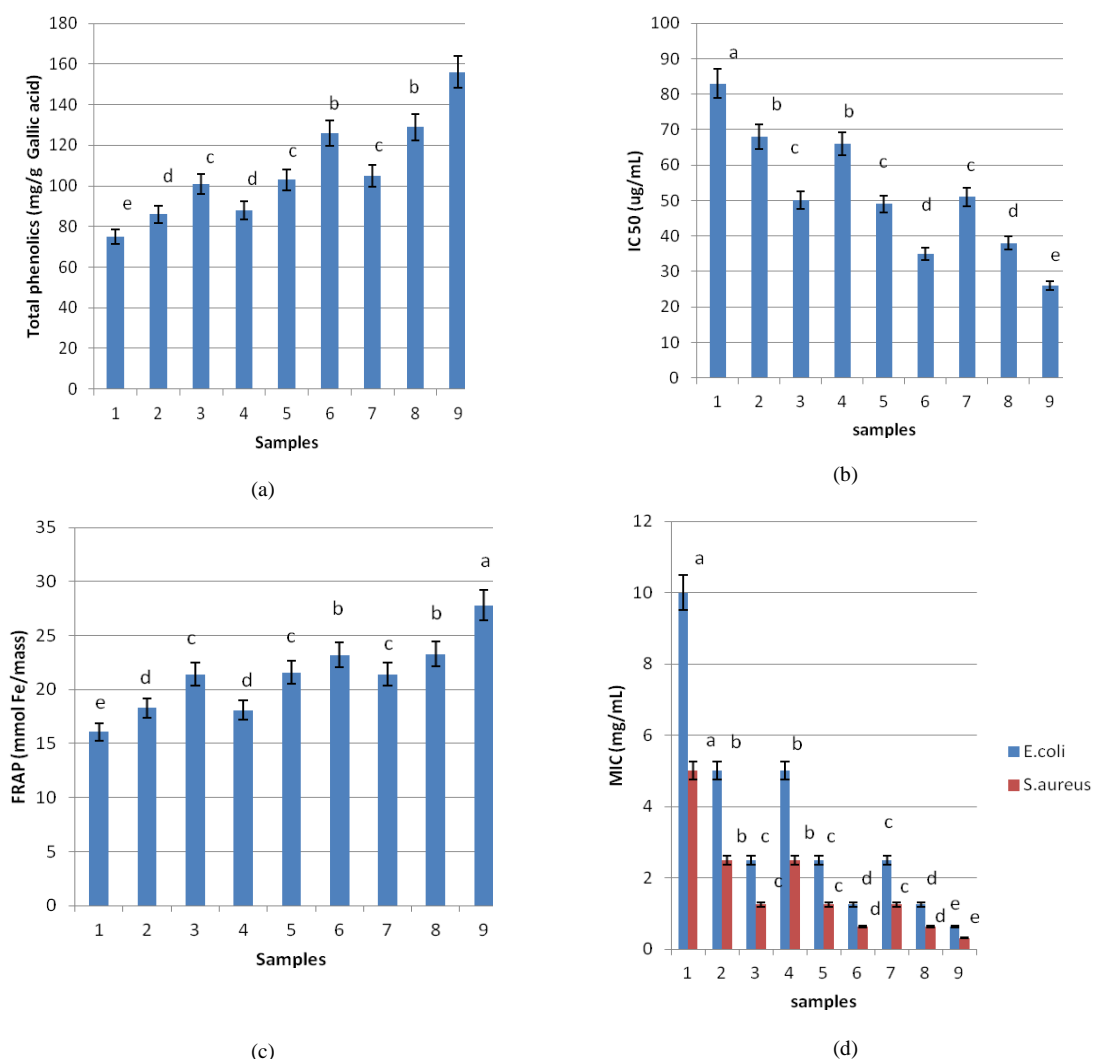 180
160
140
120
100
80
60
40
20
0
Total phenolics (mg/g Gallic acid)
e d c d c b c b
1 2 3 4 5 6 7 8 9
Samples
(a)
100
90
80
70
60
50
40
30
20
10
0
IC 50 (ug/mL)
a b c b c d c d e
1 2 3 4 5 6 7 8 9
samples
(b)
35
30
25
20
15
10
5
0
FRAP (mmol Fe/mass)
e d c d c b c b a
1 2 3 4 5 6 7 8 9
Samples
(c)
12
10
8
6
4
2
0
MIC (mg/mL)
a a b b c c b b c d d c c d d e e
1 2 3 4 5 6 7 8 9
samples
E.coli
S.aureus
(d)